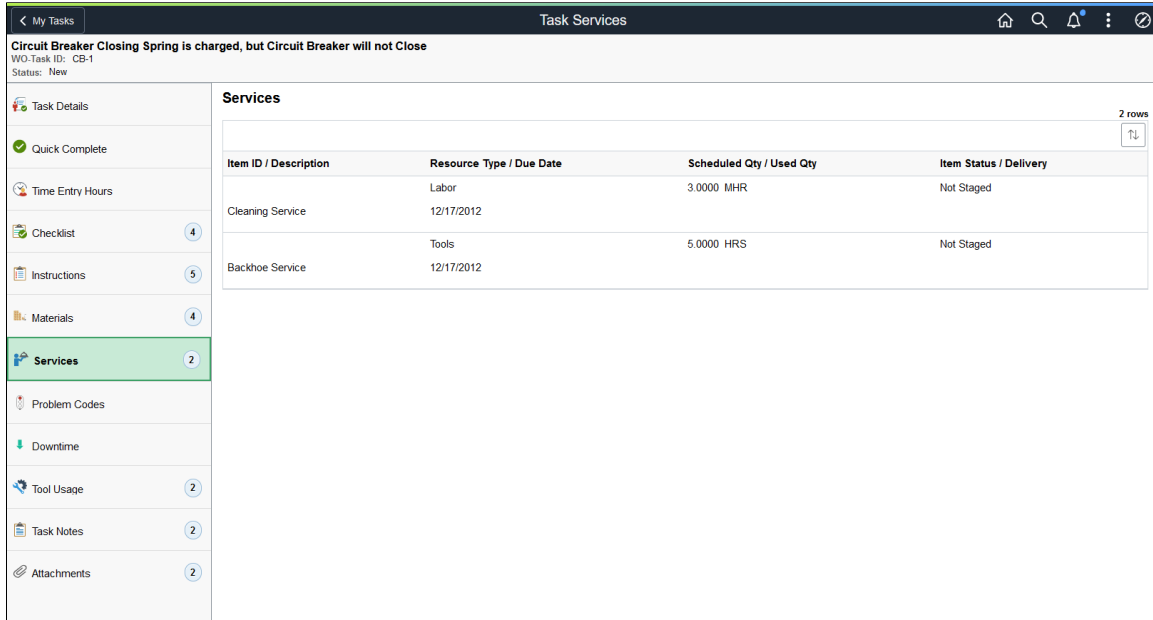 My Tasks
Task Services
Circuit Breaker Closing Spring is charged, but Circuit Breaker will not Close
WO-Task ID: CB-1
Status: New
Task Details
Quick Complete
Time Entry Hours
Checklist 4
Instructions 5
Materials 4
Services 2
Problem Codes
Downtime
Tool Usage 2
Task Notes 2
Attachments 2
Services
2 rows
Item ID / Description Resource Type / Due Date Scheduled Qty / Used Qty Item Status / Delivery
Labor 3.0000 MHR Not Staged
Cleaning Service 12/17/2012
Tools 5.0000 HRS Not Staged
Backhoe Service 12/17/2012